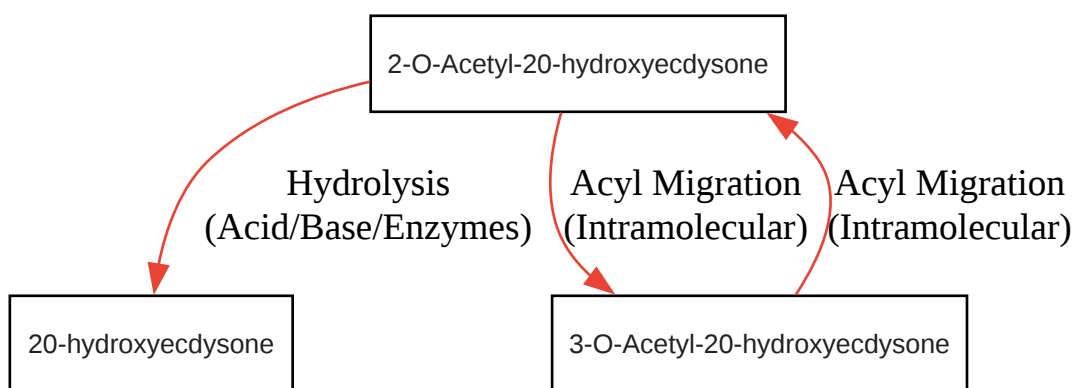 2-O-Acetyl-20-hydroxyecdysone
Hydrolysis
(Acid/Base/Enzymes)
Acyl Migration
(Intramolecular)
Acyl Migration
(Intramolecular)
20-hydroxyecdysone
3-O-Acetyl-20-hydroxyecdysone